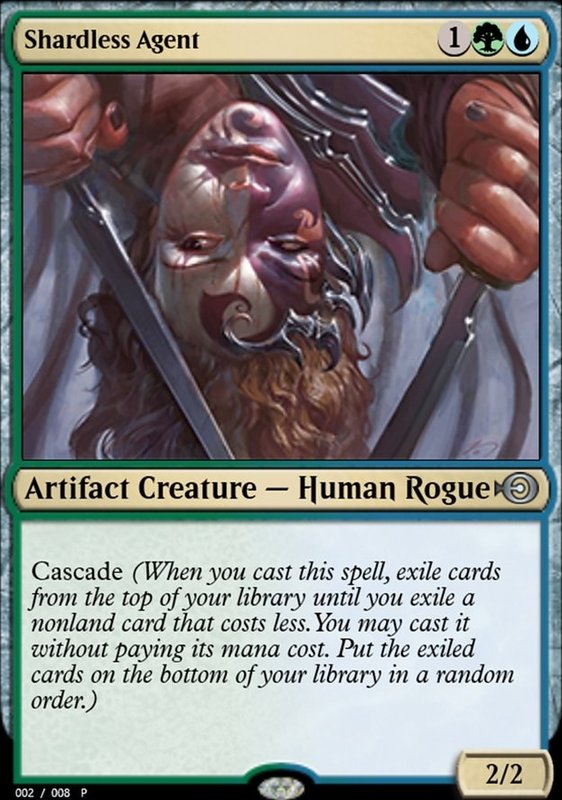 Shardless Agent 1
Artifact Creature — Human Rogue
Cascade (When you cast this spell, exile cards
from the top of your library until you exile a
nonland card that costs less. You may cast it
without paying its mana cost. Put the exiled
cards on the bottom of your library in a random
order.)
2/2
002 / 008 P